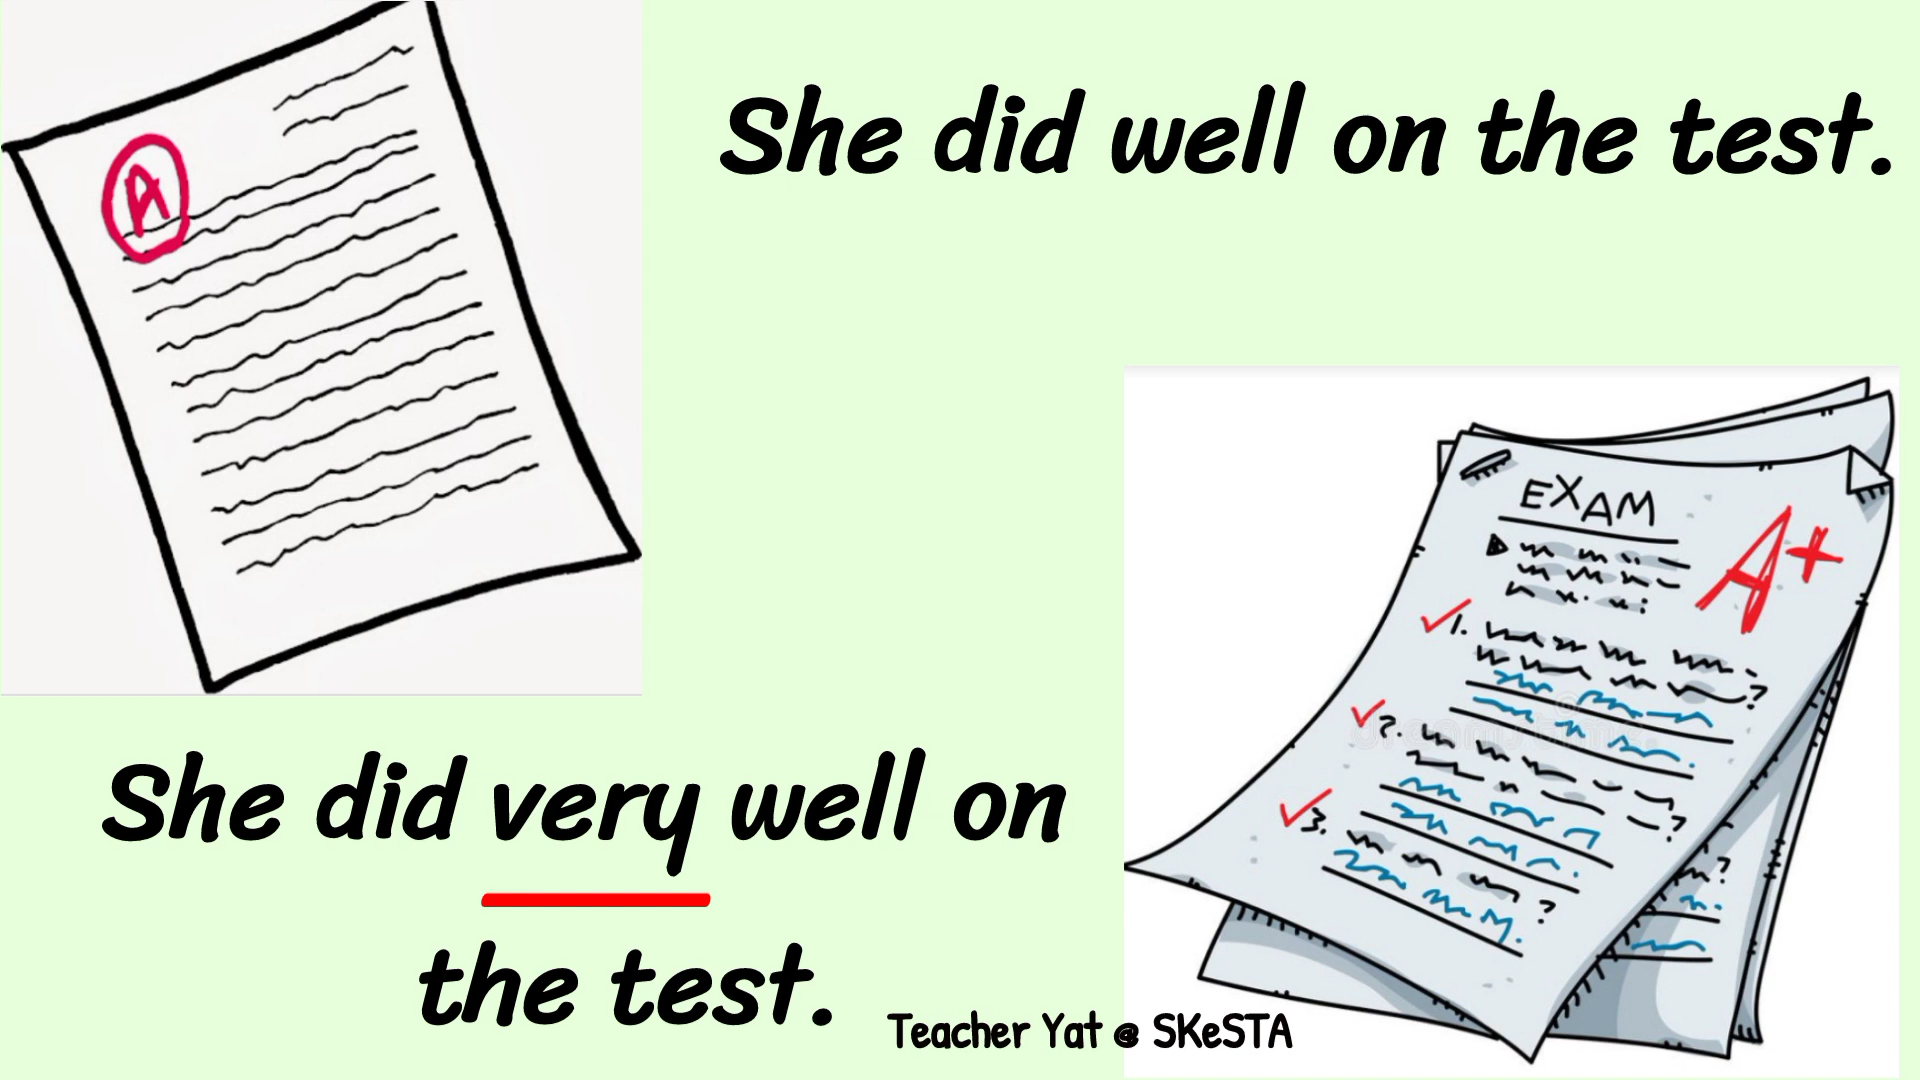 She did well on the test.
A
EXAM
A+
1.
2.
3.
She did very well on
the test.
Teacher Yat @ SKeSTA